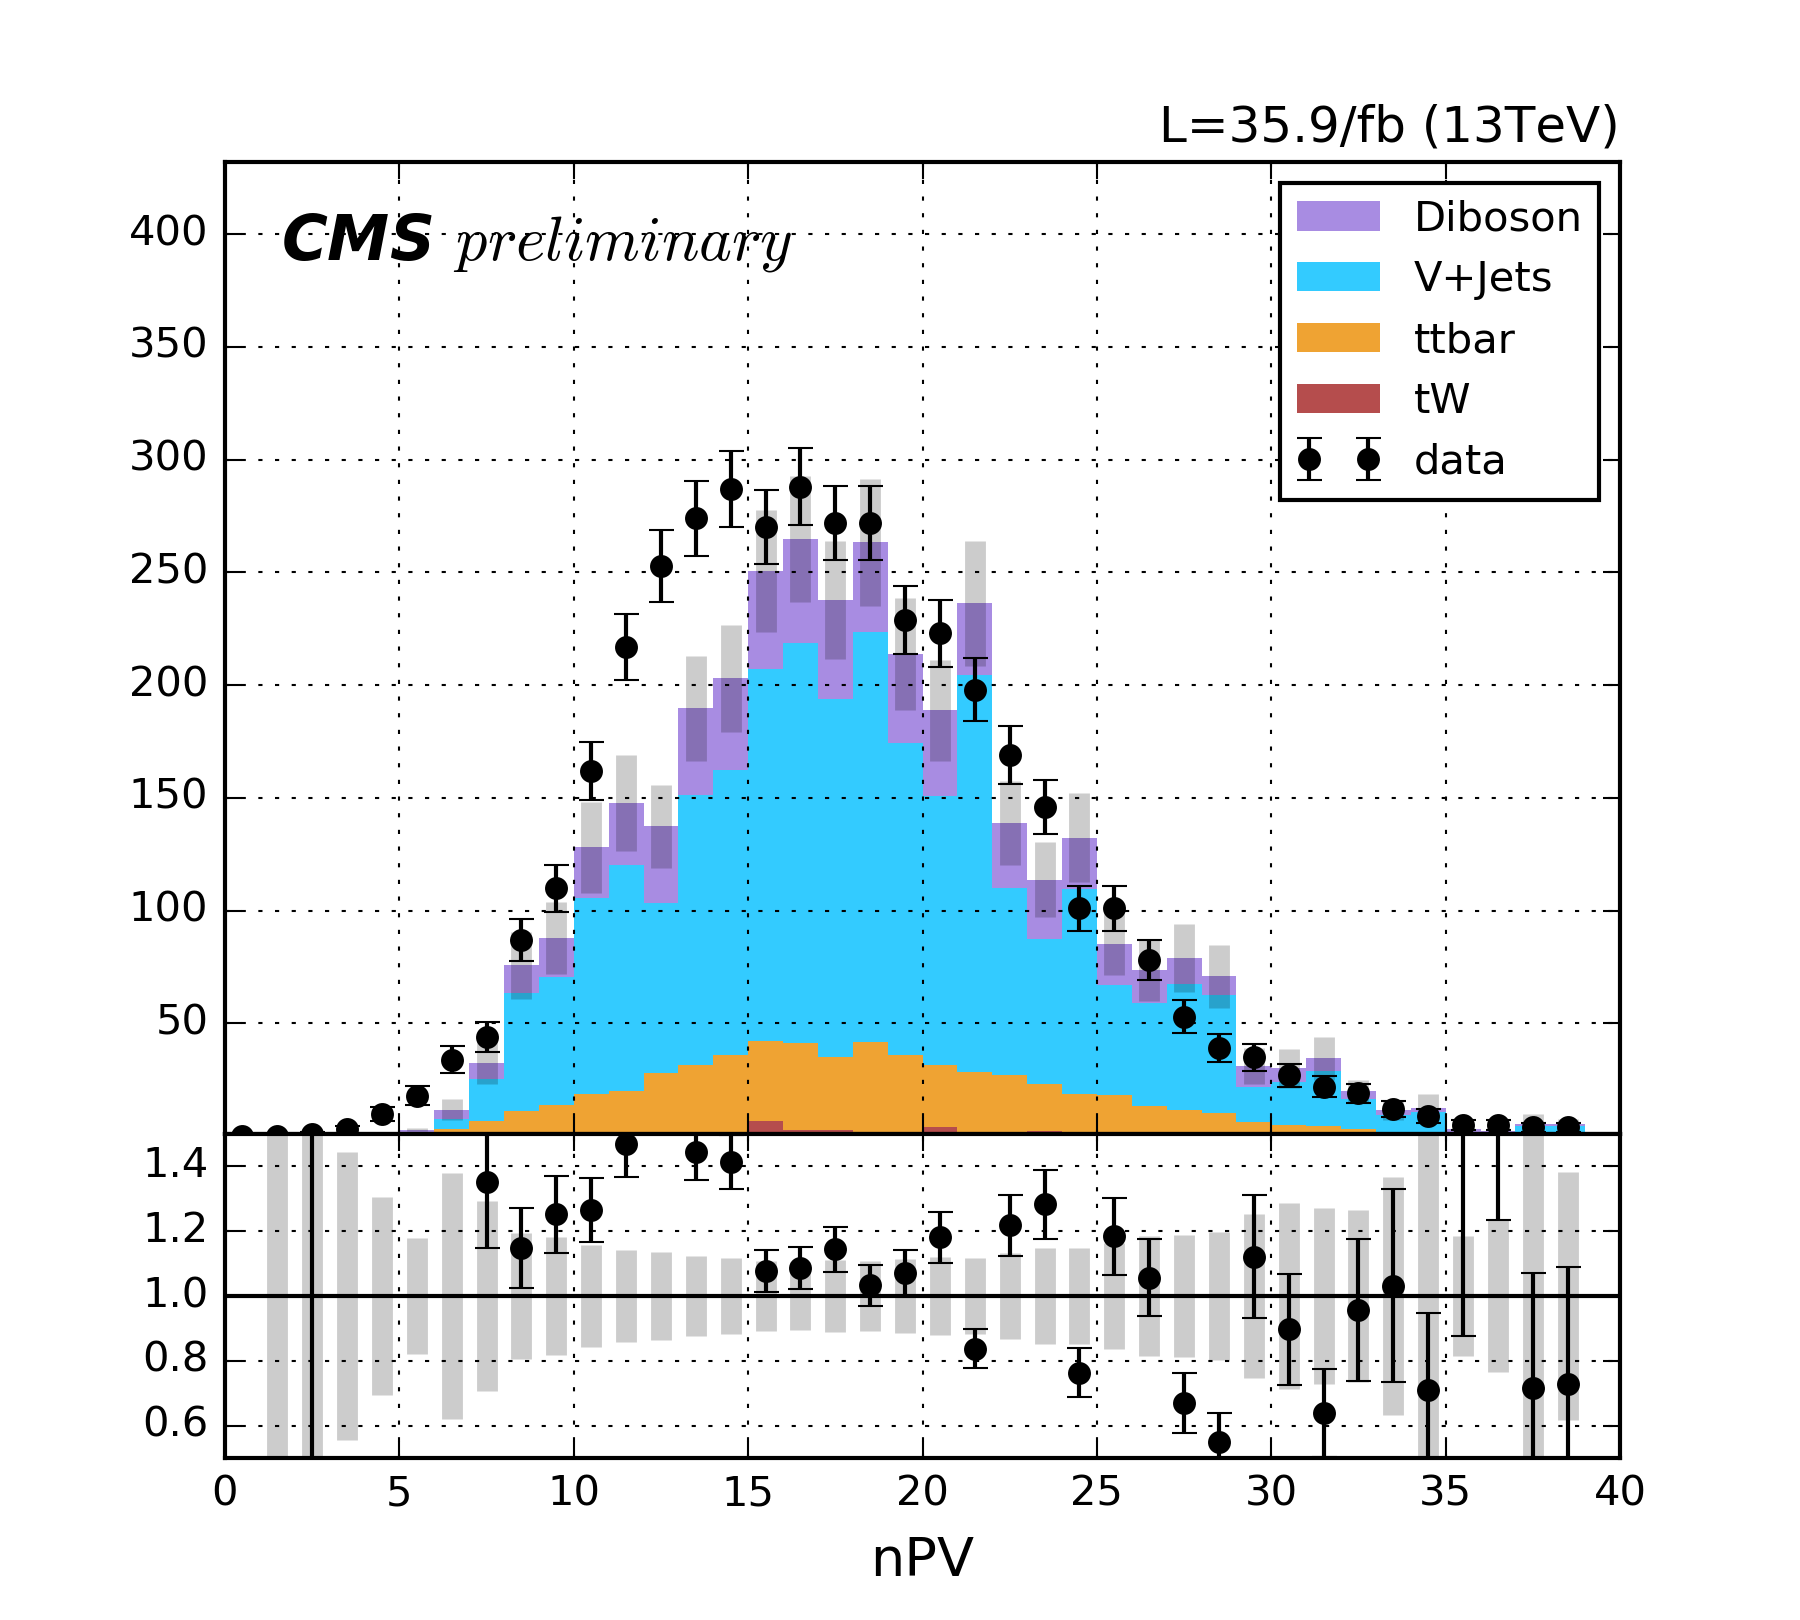 L=35.9/fb (13TeV)
CMS preliminary
400
350
300
250
200
150
100
50
Diboson
V+Jets
ttbar
tW
data
1.4
1.2
1.0
0.8
0.6
0 5 10 15 20 25 30 35 40
nPV